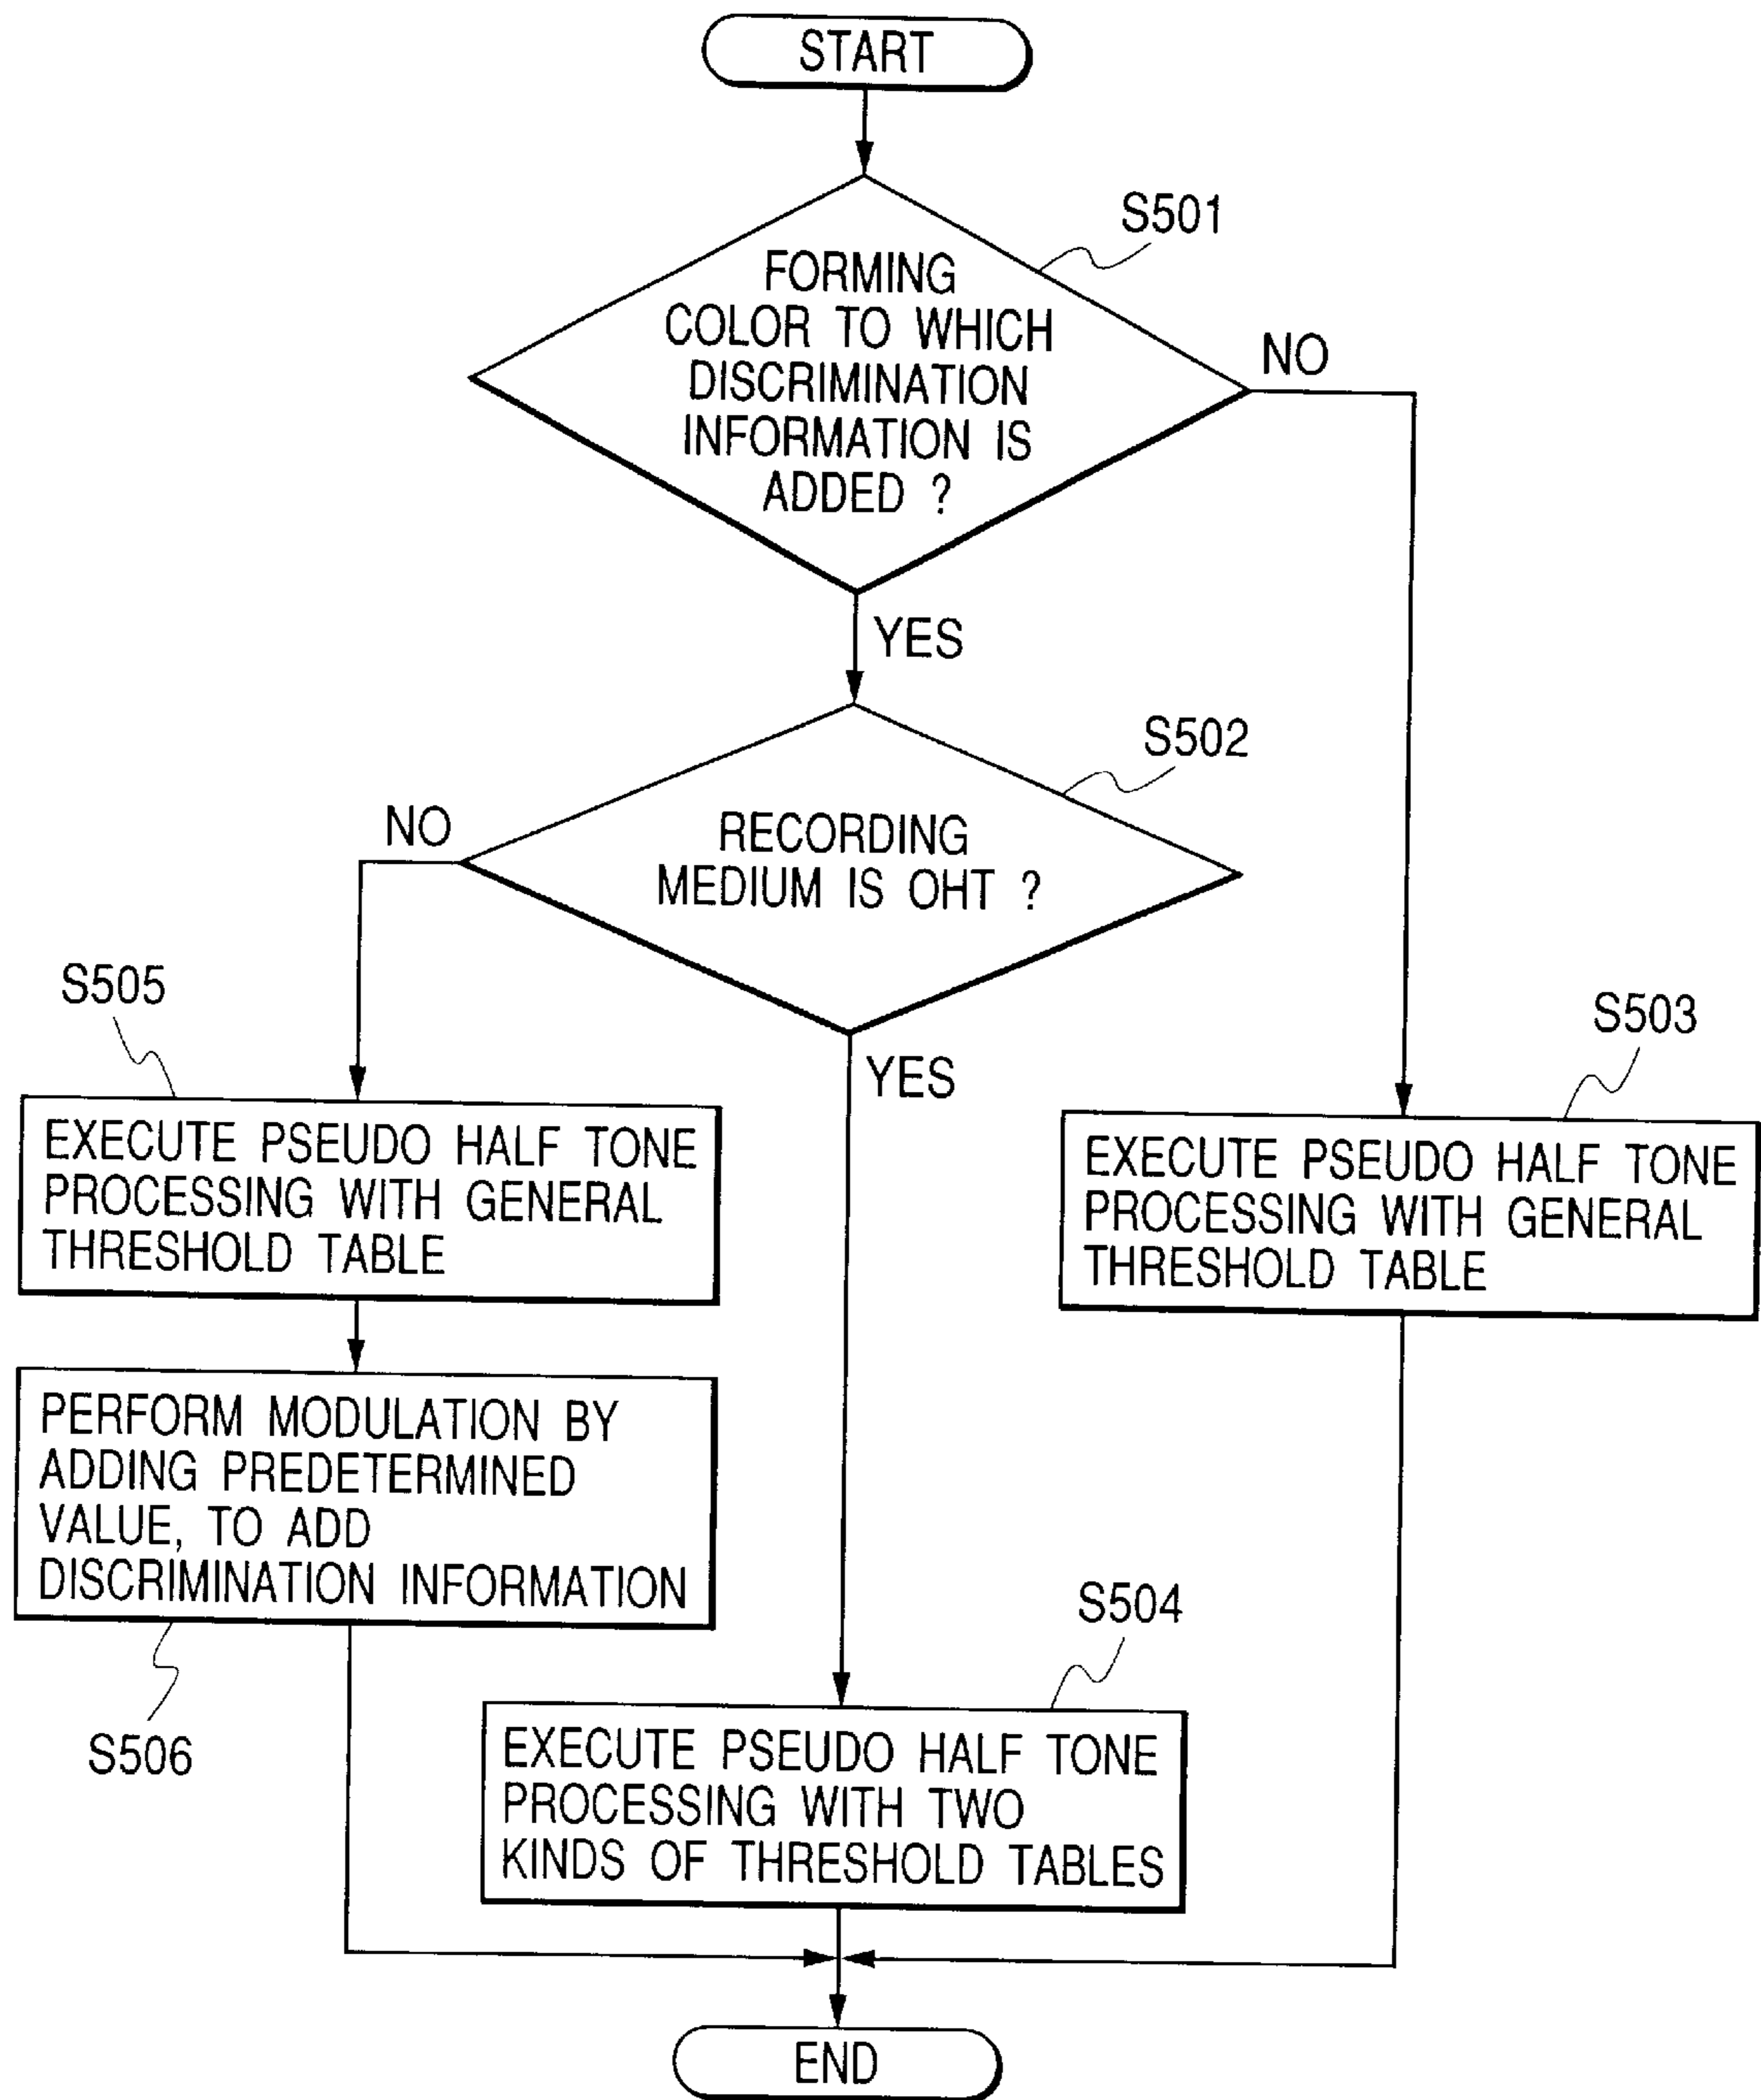 START
S501
FORMING
COLOR TO WHICH
DISCRIMINATION
INFORMATION IS
ADDED ?
NO
YES
S502
RECORDING
MEDIUM IS OHT ?
NO
YES
S505
EXECUTE PSEUDO HALF TONE
PROCESSING WITH GENERAL
THRESHOLD TABLE
S503
EXECUTE PSEUDO HALF TONE
PROCESSING WITH GENERAL
THRESHOLD TABLE
PERFORM MODULATION BY
ADDING PREDETERMINED
VALUE, TO ADD
DISCRIMINATION INFORMATION
S506
S504
EXECUTE PSEUDO HALF TONE
PROCESSING WITH TWO
KINDS OF THRESHOLD TABLES
END